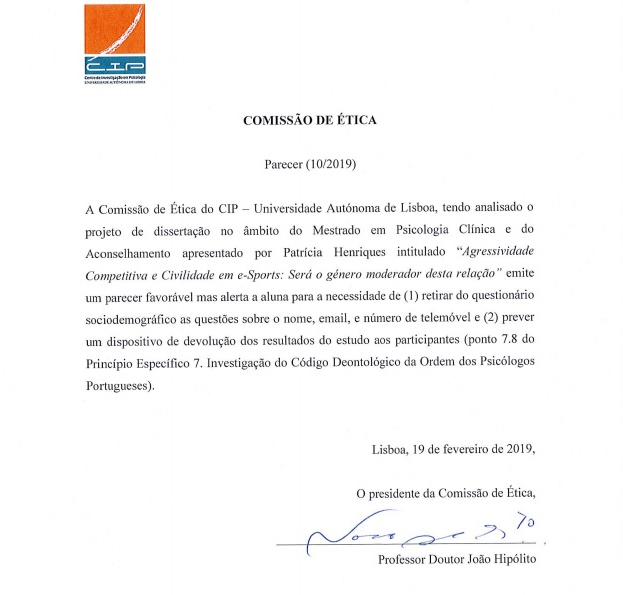 CIP
Centro de Investigação em Psicologia
UNIVERSIDADE AUTÓNOMA DE LISBOA
COMISSÃO DE ÉTICA
Parecer (10/2019)
A Comissão de Ética do CIP – Universidade Autónoma de Lisboa, tendo analisado o
projeto de dissertação no âmbito do Mestrado em Psicologia Clínica e do
Aconselhamento apresentado por Patrícia Henriques intitulado “Agressividade
Competitiva e Civilidade em e-Sports: Será o género moderador desta relação” emite
um parecer favorável mas alerta a aluna para a necessidade de (1) retirar do questionário
sociodemográfico as questões sobre o nome, email, e número de telemóvel e (2) prever
um dispositivo de devolução dos resultados do estudo aos participantes (ponto 7.8 do
Princípio Específico 7. Investigação do Código Deontológico da Ordem dos Psicólogos
Portugueses).
Lisboa, 19 de fevereiro de 2019,
O presidente da Comissão de Ética,
Professor Doutor João Hipólito